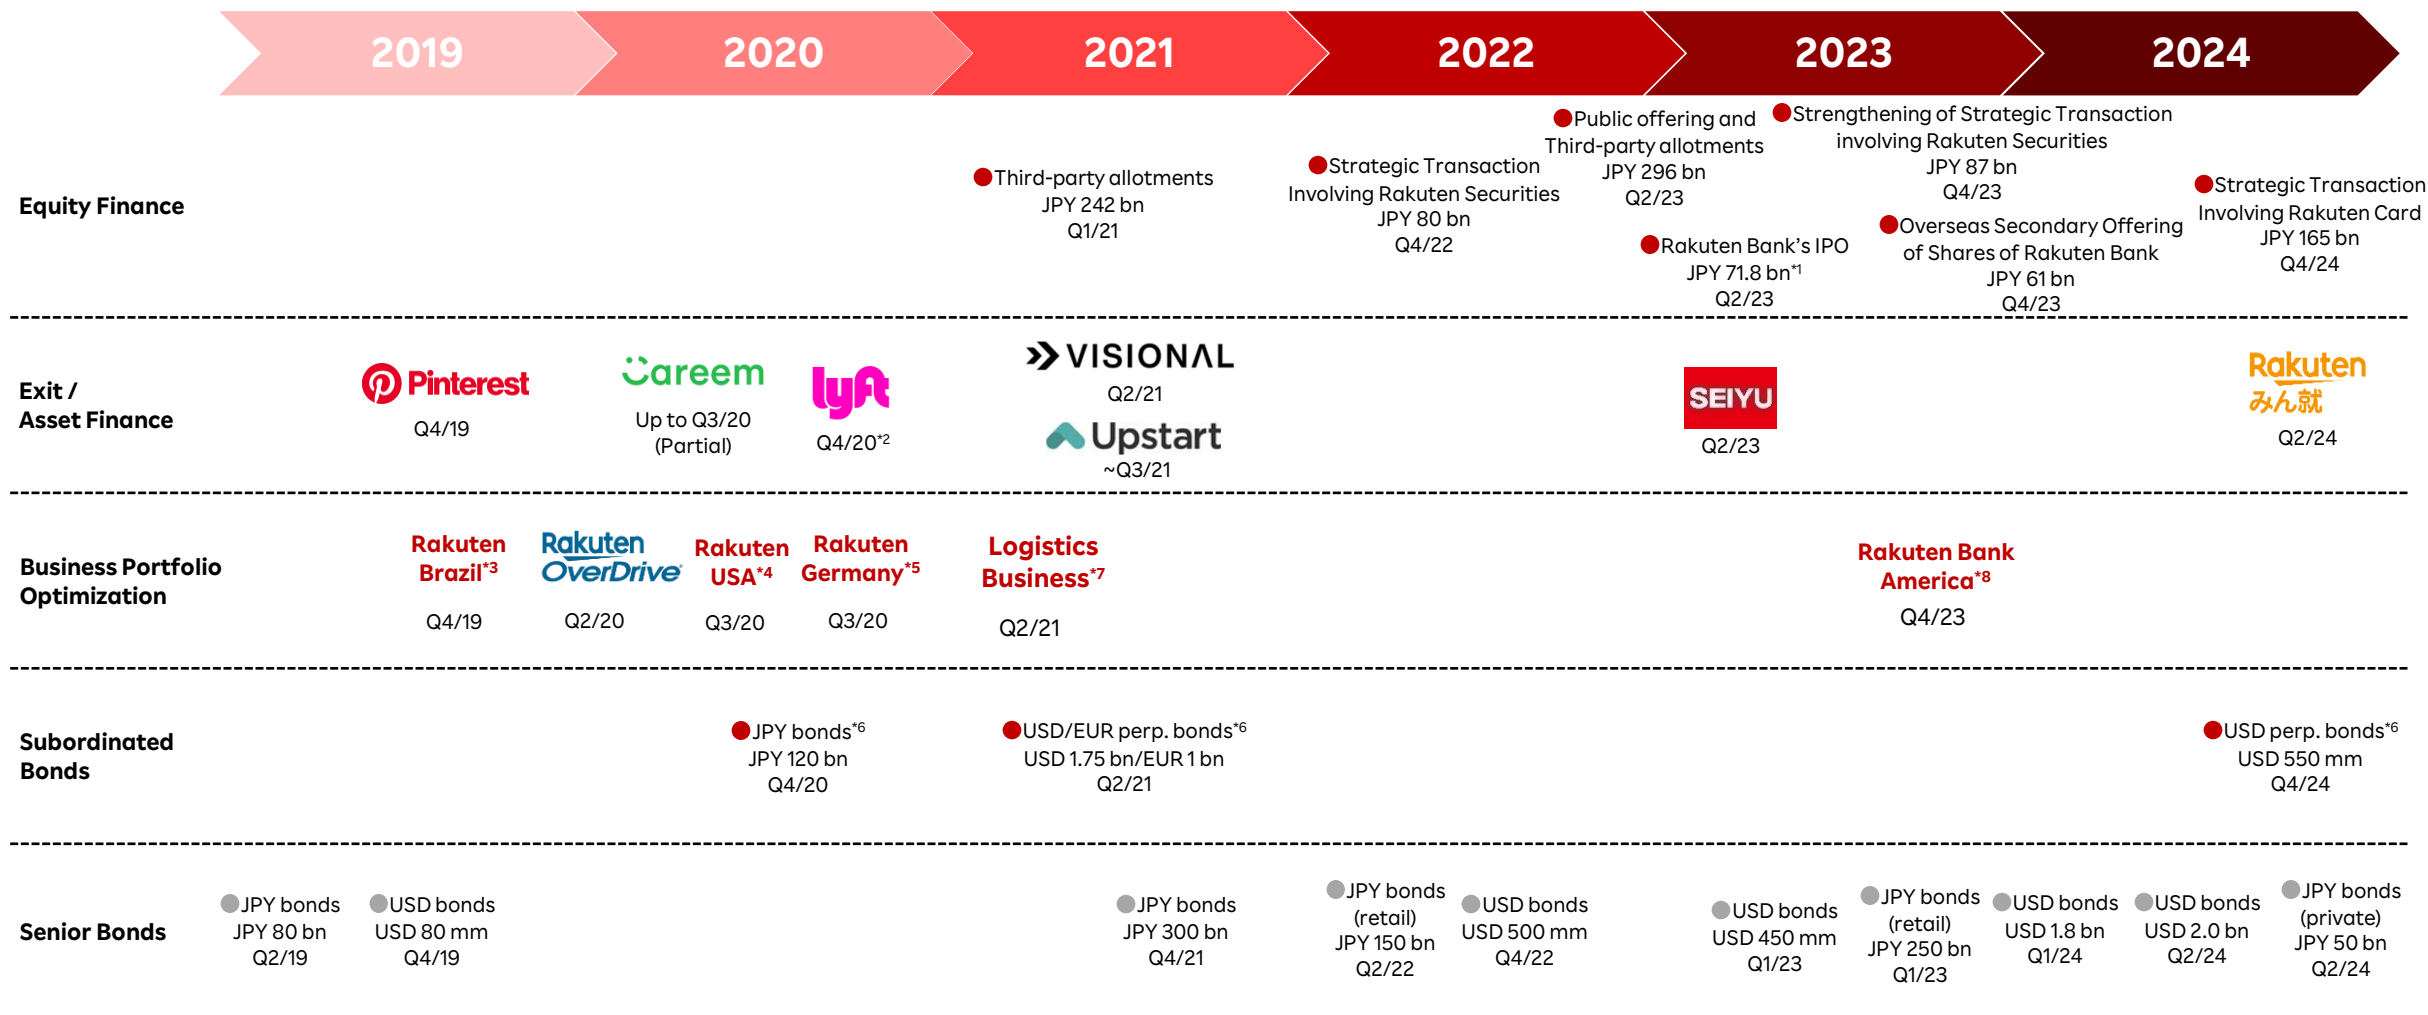 2019
2020
2021
2022
2023
2024
Equity Finance
Third-party allotments
JPY 242 bn
Q1/21
Strategic Transaction
Involving Rakuten Securities
JPY 80 bn
Q4/22
Public offering and
Third-party allotments
JPY 296 bn
Q2/23
Rakuten Bank's IPO
JPY 71.8 bn*1
Q2/23
Strengthening of Strategic Transaction
involving Rakuten Securities
JPY 87 bn
Q4/23
Overseas Secondary Offering
of Shares of Rakuten Bank
JPY 61 bn
Q4/23
Strategic Transaction
Involving Rakuten Card
JPY 165 bn
Q4/24
Exit /
Asset Finance
Pinterest
Q4/19
Careem
Up to Q3/20
(Partial)
lyft
Q4/20*2
VISIONAL
Q2/21
Upstart
~Q3/21
SEIYU
Q2/23
Rakuten
みん就
Q2/24
Business Portfolio
Optimization
Rakuten
Brazil*3
Q4/19
Rakuten
OverDrive
Q2/20
Rakuten
USA*4
Q3/20
Rakuten
Germany*5
Q3/20
Logistics
Business*7
Q2/21
Rakuten Bank
America*8
Q4/23
Subordinated
Bonds
JPY bonds*6
JPY 120 bn
Q4/20
USD/EUR perp. bonds*6
USD 1.75 bn/EUR 1 bn
Q2/21
USD perp. bonds*6
USD 550 mm
Q4/24
Senior Bonds
JPY bonds
JPY 80 bn
Q2/19
USD bonds
USD 80 mm
Q4/19
JPY bonds
JPY 300 bn
Q4/21
JPY bonds
(retail)
JPY 150 bn
Q2/22
USD bonds
USD 500 mm
Q4/22
USD bonds
USD 450 mm
Q1/23
JPY bonds
(retail)
JPY 250 bn
Q1/23
USD bonds
USD 1.8 bn
Q1/24
USD bonds
USD 2.0 bn
Q2/24
JPY bonds
(private)
JPY 50 bn
Q2/24